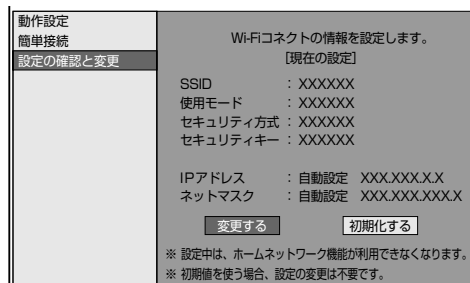 動作設定
簡単接続
設定の確認と変更
Wi-Fiコネクトの情報を設定します。
[現在の設定]
SSID : XXXXXX
使用モード : XXXXXX
セキュリティ方式 : XXXXXX
セキュリティキー : XXXXXX
IPアドレス : 自動設定 XXX.XXX.X.X
ネットマスク : 自動設定 XXX.XXX.XXX.X
変更する 初期化する
※ 設定中は、ホームネットワーク機能が利用できなくなります。
※ 初期値を使う場合、設定の変更は不要です。